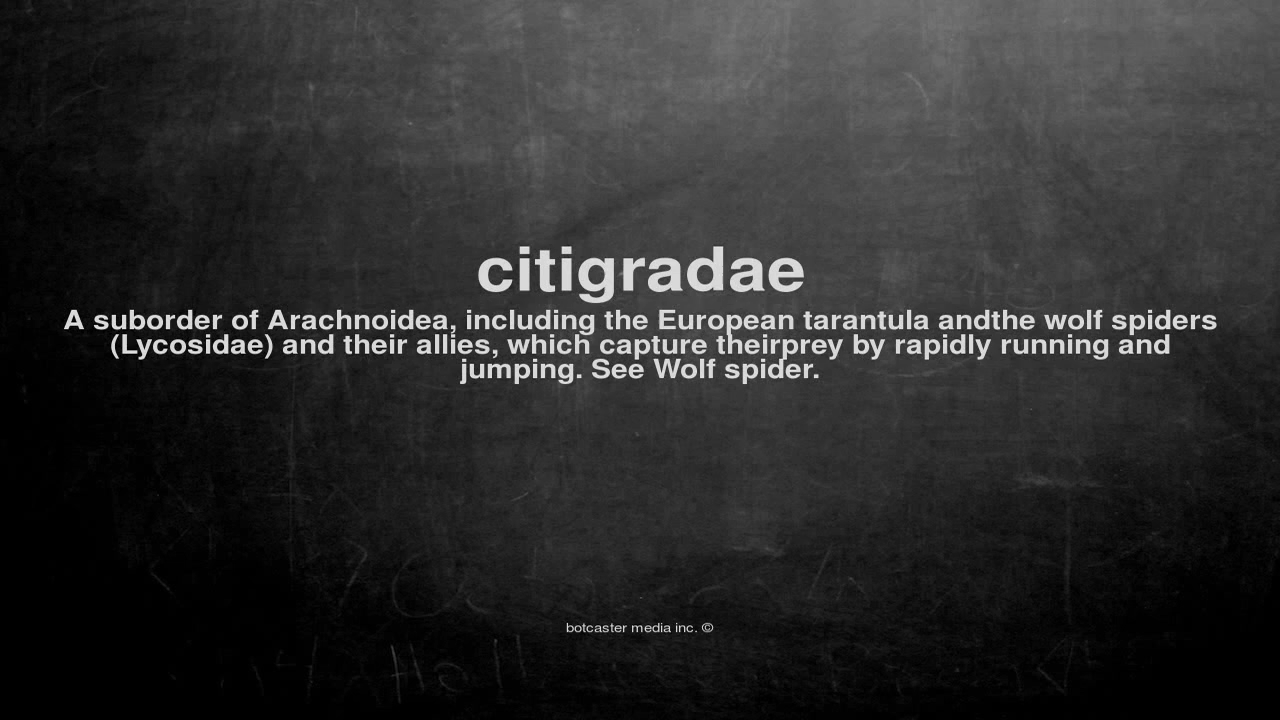 citigradae
A suborder of Arachnoidea, including the European tarantula andthe wolf spiders
(Lycosidae) and their allies, which capture theirprey by rapidly running and
jumping. See Wolf spider.
botcaster media inc. ©